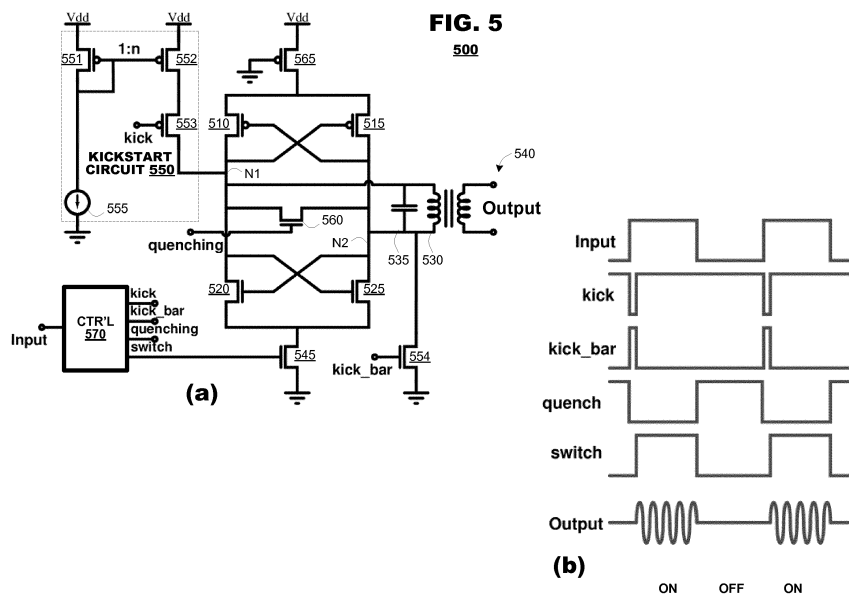 FIG. 5
500
Vdd
Vdd
Vdd
551
1:n
552
565
553
kick
510
515
KICKSTART
CIRCUIT 550
N1
540
555
560
Output
quenching
N2
535
530
520
525
kick
kick_bar
quenching
switch
CTR'L
570
Input
545
554
kick_bar
(a)
Input
kick
kick_bar
quench
switch
Output
(b)
ON
OFF
ON